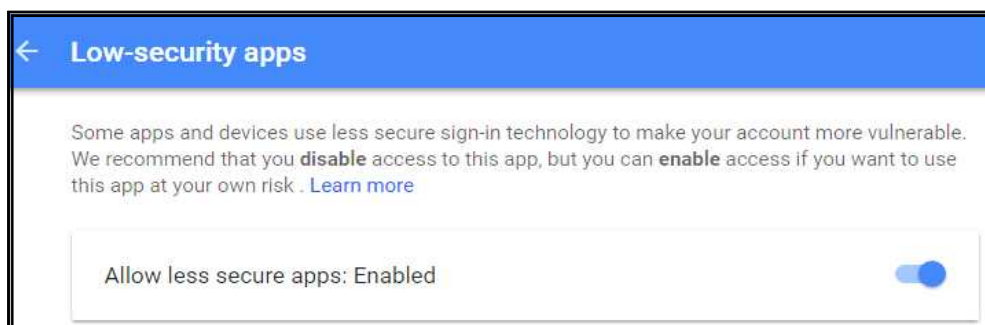 Low-security apps
Some apps and devices use less secure sign-in technology to make your account more vulnerable.
We recommend that you disable access to this app, but you can enable access if you want to use
this app at your own risk . Learn more
Allow less secure apps: Enabled